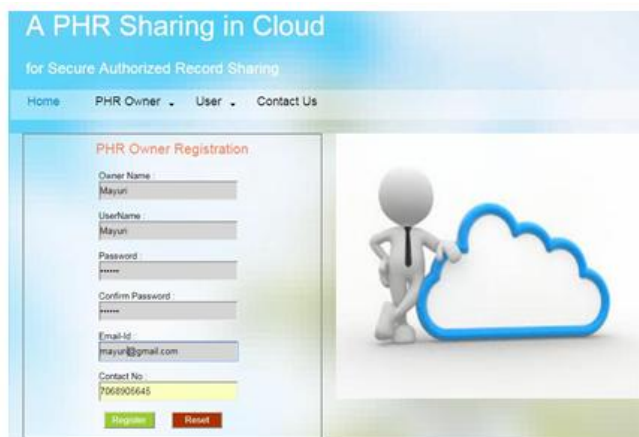 A PHR Sharing in Cloud
for Secure Authorized Record Sharing
Home PHR Owner User Contact Us
PHR Owner Registration
Owner Name :
Mayuri
UserName :
Mayuri
Password :
••••••
Confirm Password :
••••••
Email-Id :
mayuri@gmail.com
Contact No :
7068905645
Register Reset